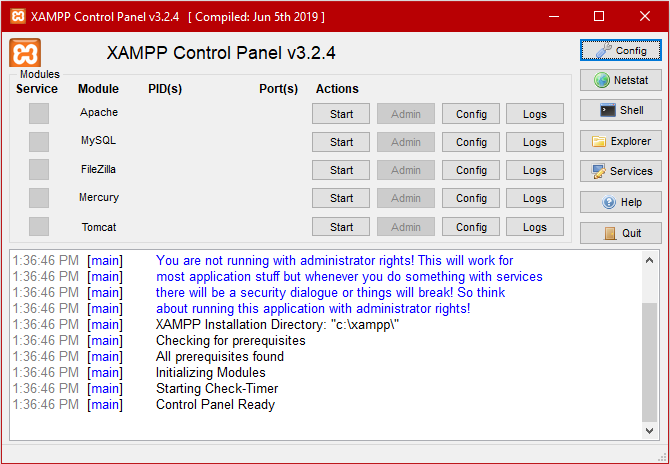 XAMPP Control Panel v3.2.4 [ Compiled: Jun 5th 2019 ]
XAMPP Control Panel v3.2.4
Config
Modules
Service Module PID(s) Port(s) Actions
Netstat
Apache Start Admin Config Logs
Shell
MySQL Start Admin Config Logs
Explorer
FileZilla Start Admin Config Logs
Services
Mercury Start Admin Config Logs
Help
Tomcat Start Admin Config Logs
Quit
1:36:46 PM [main] You are not running with administrator rights! This will work for
1:36:46 PM [main] most application stuff but whenever you do something with services
1:36:46 PM [main] there will be a security dialogue or things will break! So think
1:36:46 PM [main] about running this application with administrator rights!
1:36:46 PM [main] XAMPP Installation Directory: "c:\xampp\"
1:36:46 PM [main] Checking for prerequisites
1:36:46 PM [main] All prerequisites found
1:36:46 PM [main] Initializing Modules
1:36:46 PM [main] Starting Check-Timer
1:36:46 PM [main] Control Panel Ready